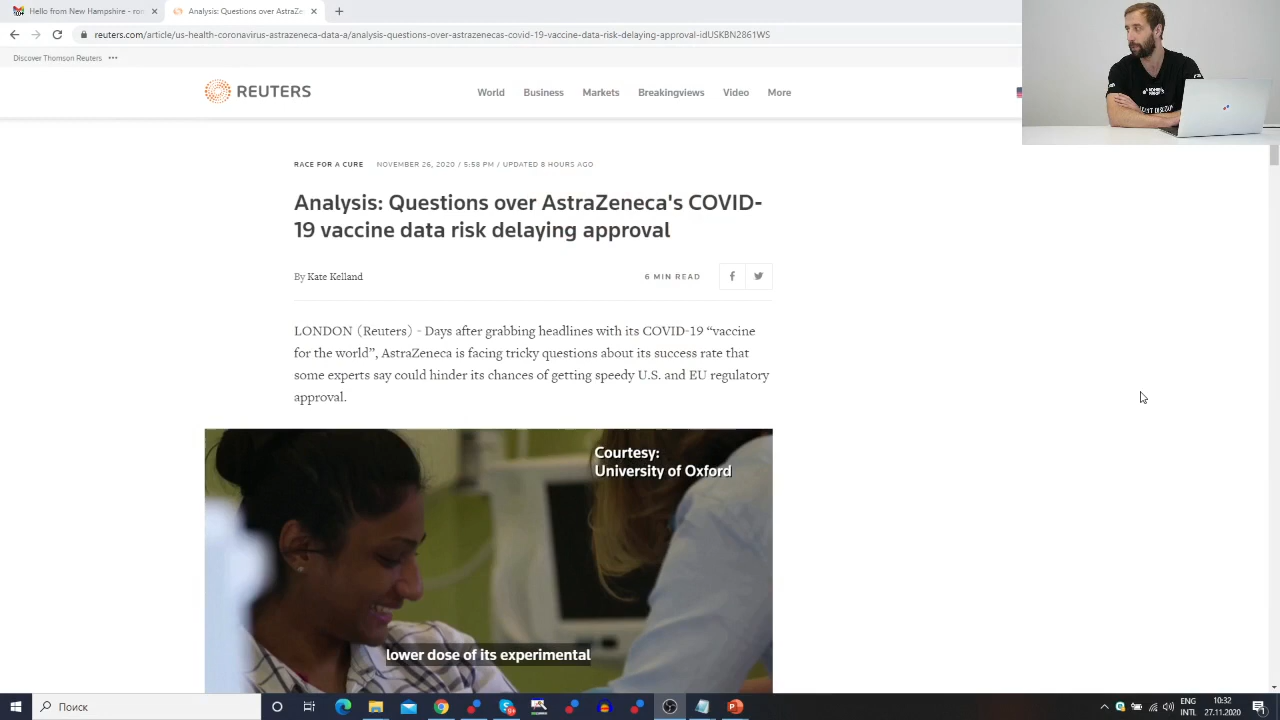 Hello from New Hampshire - rom
Analysis: Questions over AstraZ
reuters.com/article/us-health-coronavirus-astrazeneca-data-a/analysis-questions-over-astrazenecas-covid-19-vaccine-data-risk-delaying-approval-idUSKBN2861WS
Discover Thomson Reuters
REUTERS
World
Business
Markets
Breakingviews
Video
More
RACE FOR A CURE
NOVEMBER 26, 2020 / 5:58 PM / UPDATED 8 HOURS AGO
Analysis: Questions over AstraZeneca's COVID-
19 vaccine data risk delaying approval
By Kate Kelland
6 MIN READ
LONDON (Reuters) - Days after grabbing headlines with its COVID-19 “vaccine
for the world”, AstraZeneca is facing tricky questions about its success rate that
some experts say could hinder its chances of getting speedy U.S. and EU regulatory
approval.
Courtesy:
University of Oxford
lower dose of its experimental
Поиск
INTL
10:32
27.11.2020